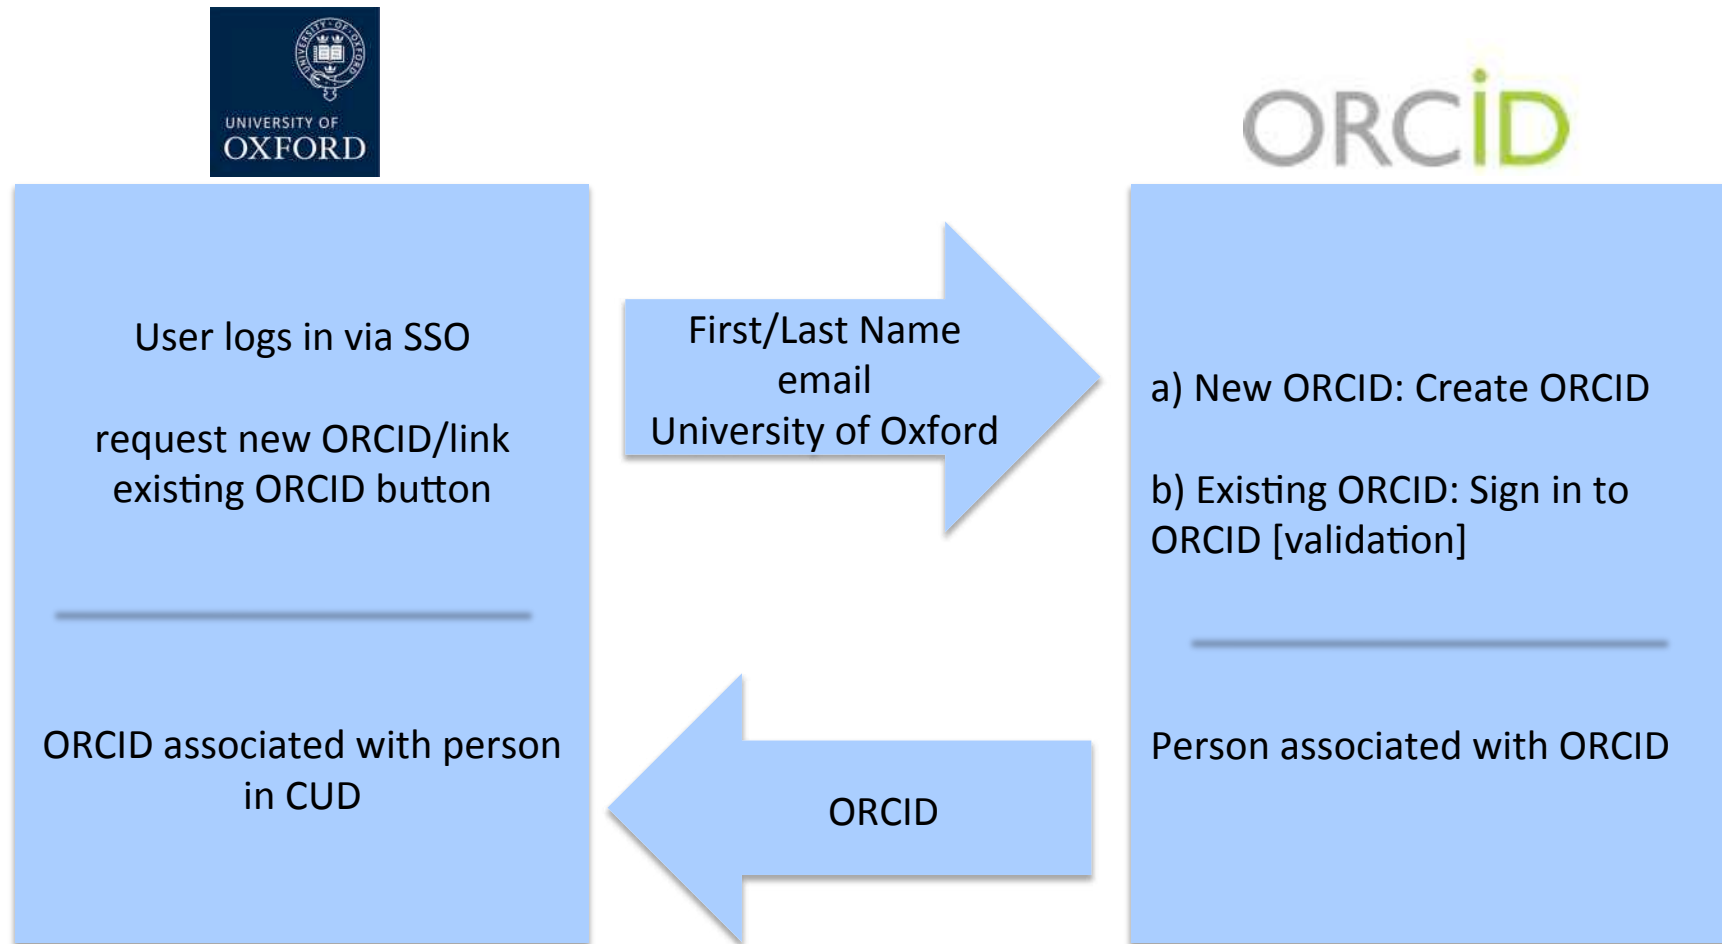 UNIVERSITY OF
OXFORD
ORCID
User logs in via SSO
request new ORCID/link
existing ORCID button
ORCID associated with person
in CUD
First/Last Name
email
University of Oxford
ORCID
a) New ORCID: Create ORCID
b) Existing ORCID: Sign in to
ORCID [validation]
Person associated with ORCID